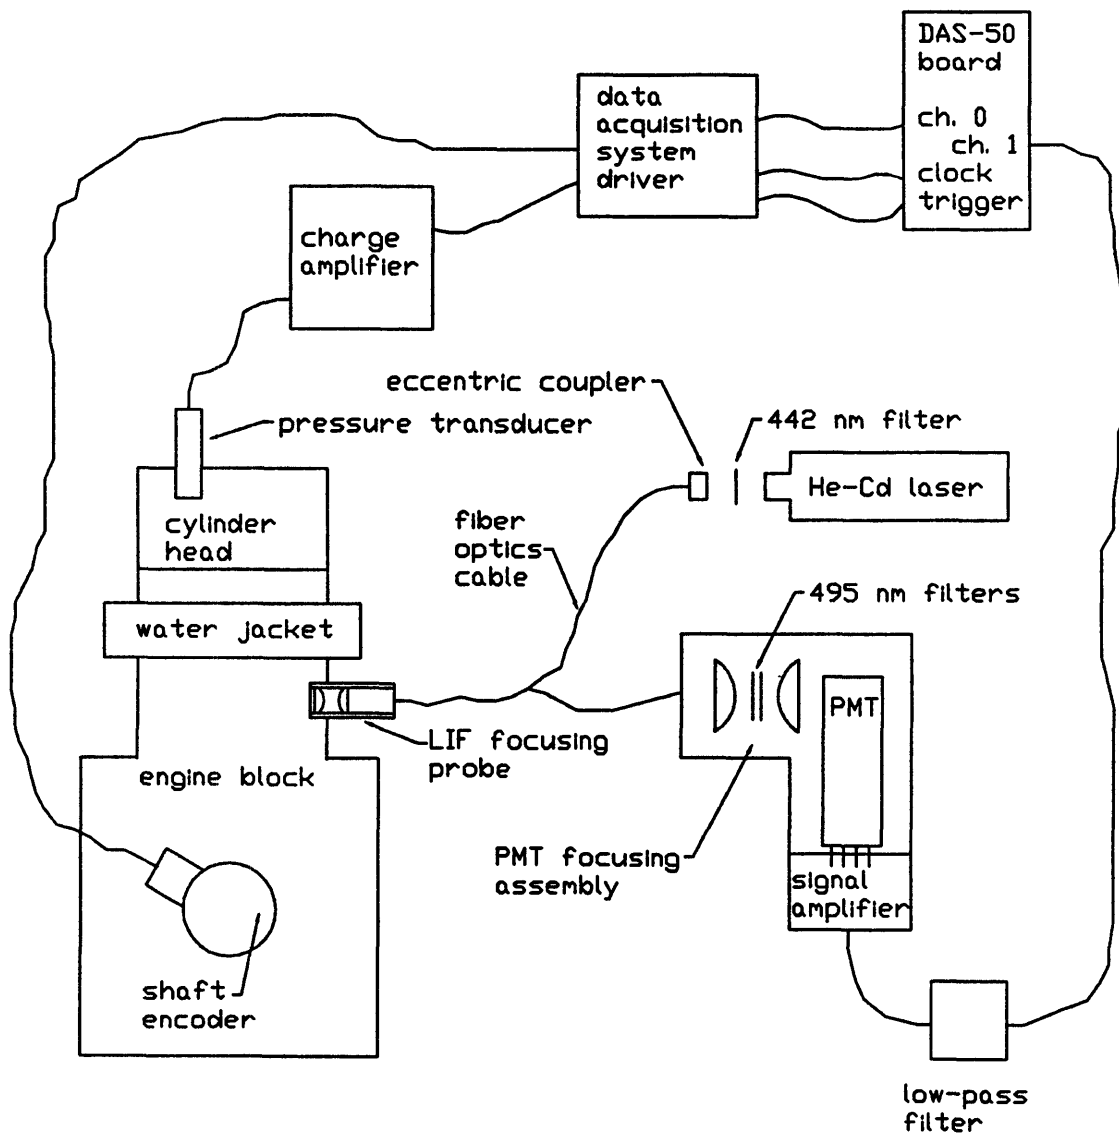 DAS-50
board
ch. 0
ch. 1
clock
trigger
data
acquisition
system
driver
charge
amplifier
eccentric coupler
pressure transducer
442 nm filter
He-Cd laser
cylinder
head
fiber
optics
cable
495 nm filters
water jacket
PMT
LIF focusing
probe
engine block
PMT focusing
assembly
signal
amplifier
shaft
encoder
low-pass
filter